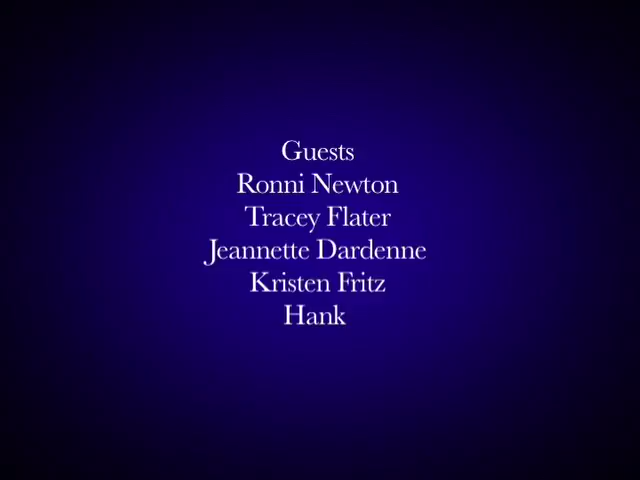 Guests
Ronni Newton
Tracey Flater
Jeannette Dardenne
Kristen Fritz
Hank